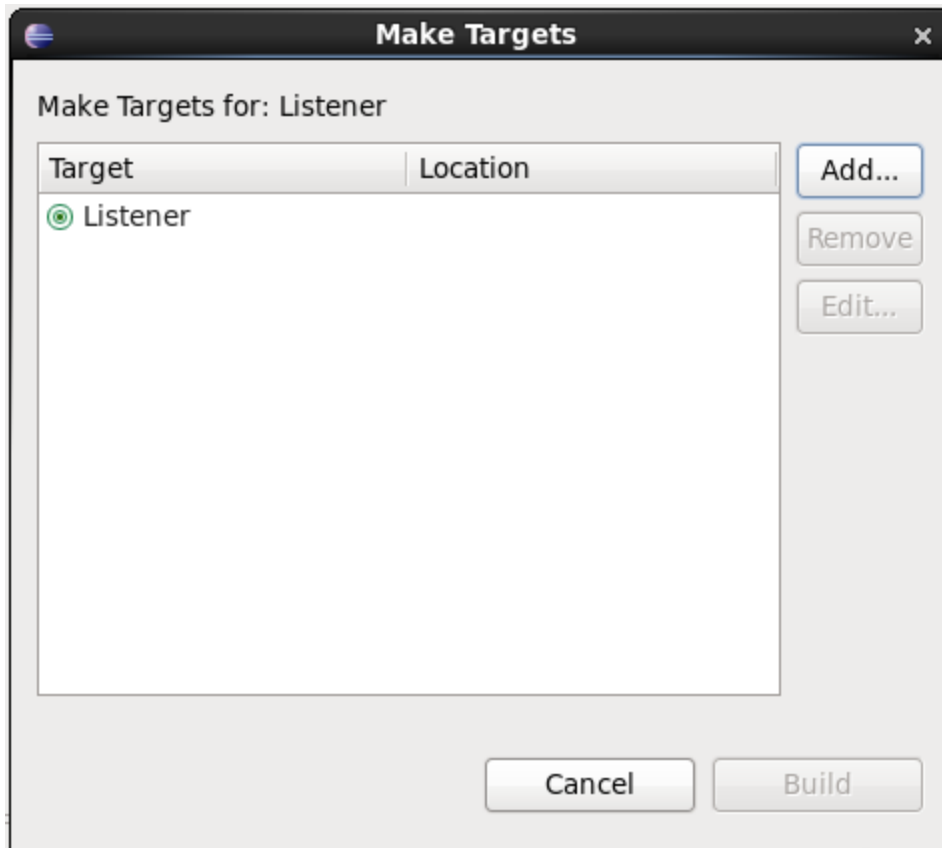 Make Targets
Make Targets for: Listener
Target Location
Add...
Listener
Remove
Edit...
Cancel Build